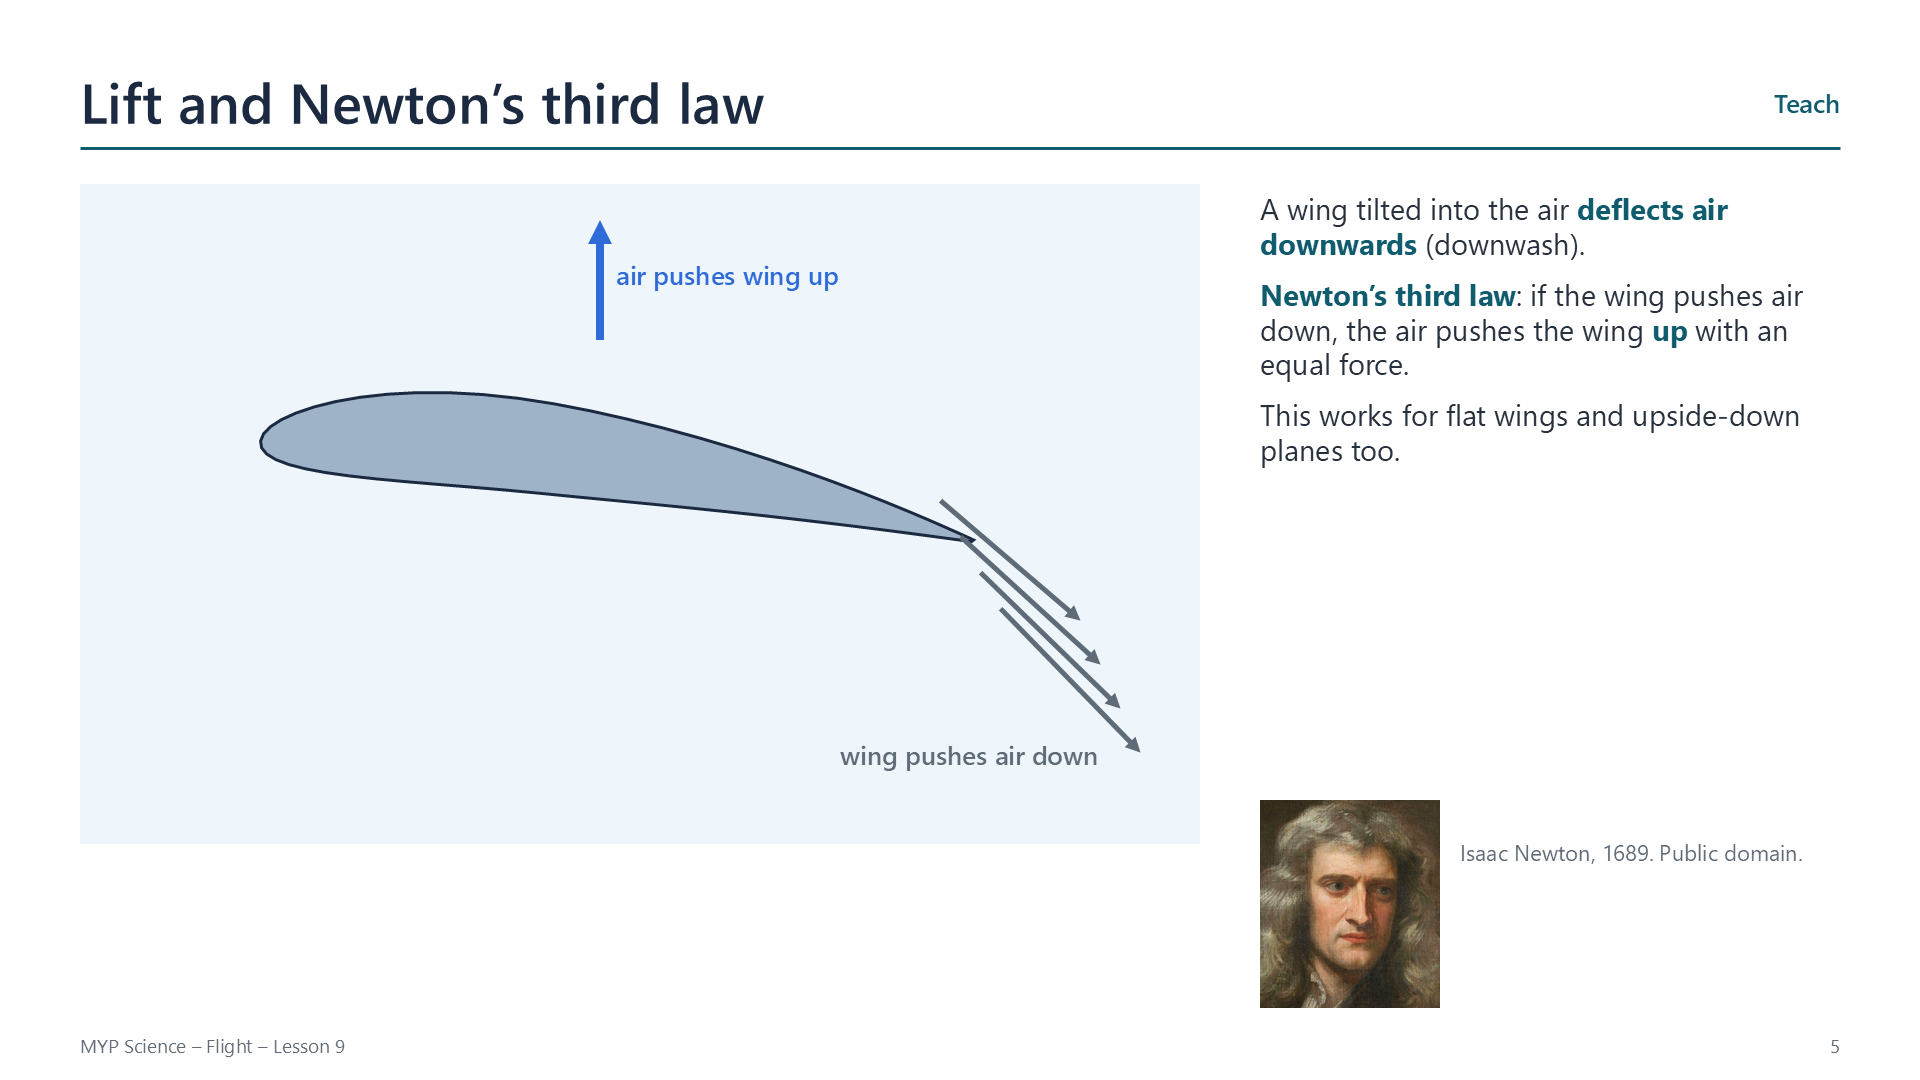 Lift and Newton’s third law
Teach
air pushes wing up
wing pushes air down
A wing tilted into the air deflects air
downwards (downwash).
Newton’s third law: if the wing pushes air
down, the air pushes the wing up with an
equal force.
This works for flat wings and upside-down
planes too.
Isaac Newton, 1689. Public domain.
MYP Science – Flight – Lesson 9
5